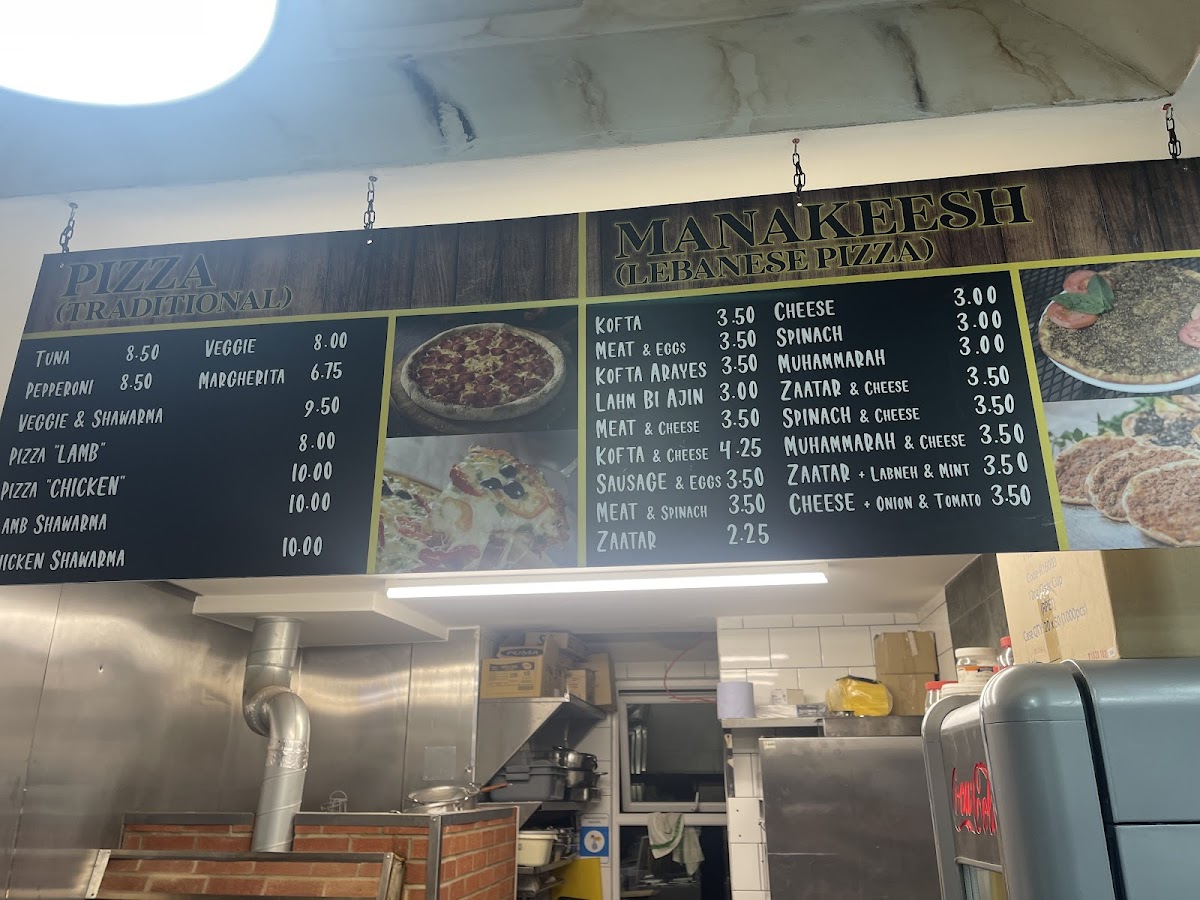 PIZZA
(TRADITIONAL)
TUNA 8.50
PEPPERONI 8.50
VEGGIE 8.00
MARGHERITA 6.75
VEGGIE & SHAWARMA 9.50
PIZZA "LAMB" 8.00
PIZZA "CHICKEN" 10.00
AMB SHAWARMA 10.00
HICKEN SHAWARMA 10.00
MANAKEESH
(LEBANESE PIZZA)
KOFTA 3.50
MEAT & EGGS 3.50
KOFTA ARAYES 3.50
LAHM BI AJIN 3.00
MEAT & CHEESE 3.50
KOFTA & CHEESE 4.25
SAUSAGE & EGGS 3.50
MEAT & SPINACH 3.50
ZAATAR 2.25
CHEESE 3.00
SPINACH 3.00
MUHAMMARAH 3.00
ZAATAR & CHEESE 3.50
SPINACH & CHEESE 3.50
MUHAMMARAH & CHEESE 3.50
ZAATAR + LABNEH & MINT 3.50
CHEESE + ONION & TOMATO 3.50